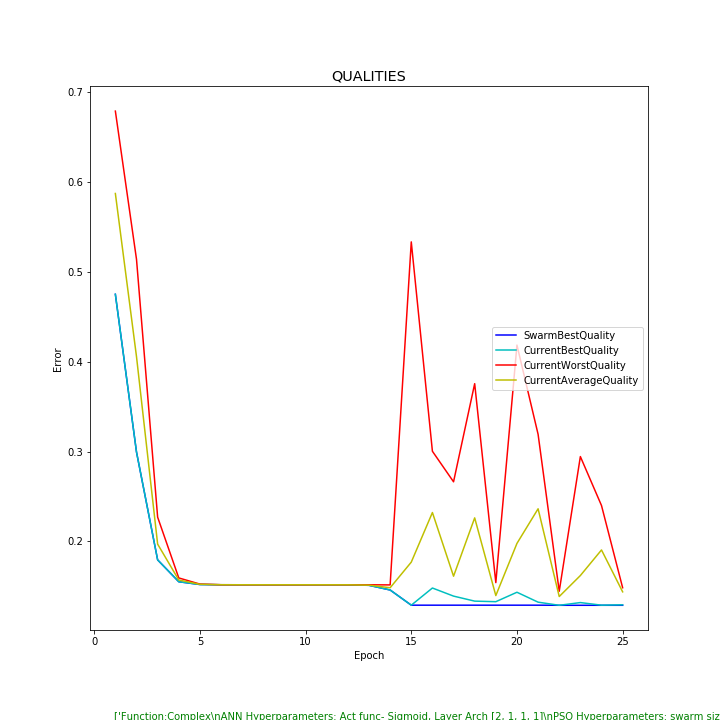 QUALITIES
0.7
0.6
0.5
0.4
0.3
0.2
Error
SwarmBestQuality
CurrentBestQuality
CurrentWorstQuality
CurrentAverageQuality
0 5 10 15 20 25
Epoch
['Function:Complex\nANN Hyperparameters: Act func- Sigmoid, Layer Arch [2, 1, 1, 1]\nPSO Hyperparameters: swarm siz